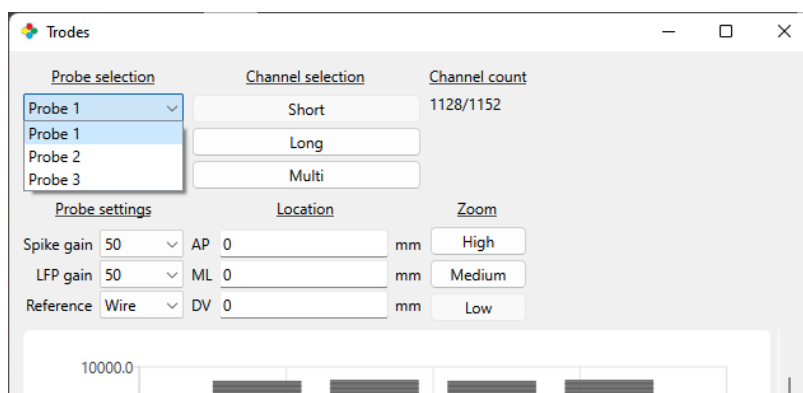 Trodes
Probe selection Channel selection Channel count
Probe 1 Short 1128/1152
Probe 1
Long
Probe 2
Multi
Probe 3
Probe settings Location Zoom
Spike gain 50 AP 0 mm High
LFP gain 50 ML 0 mm Medium
Reference Wire DV 0 mm Low
10000.0